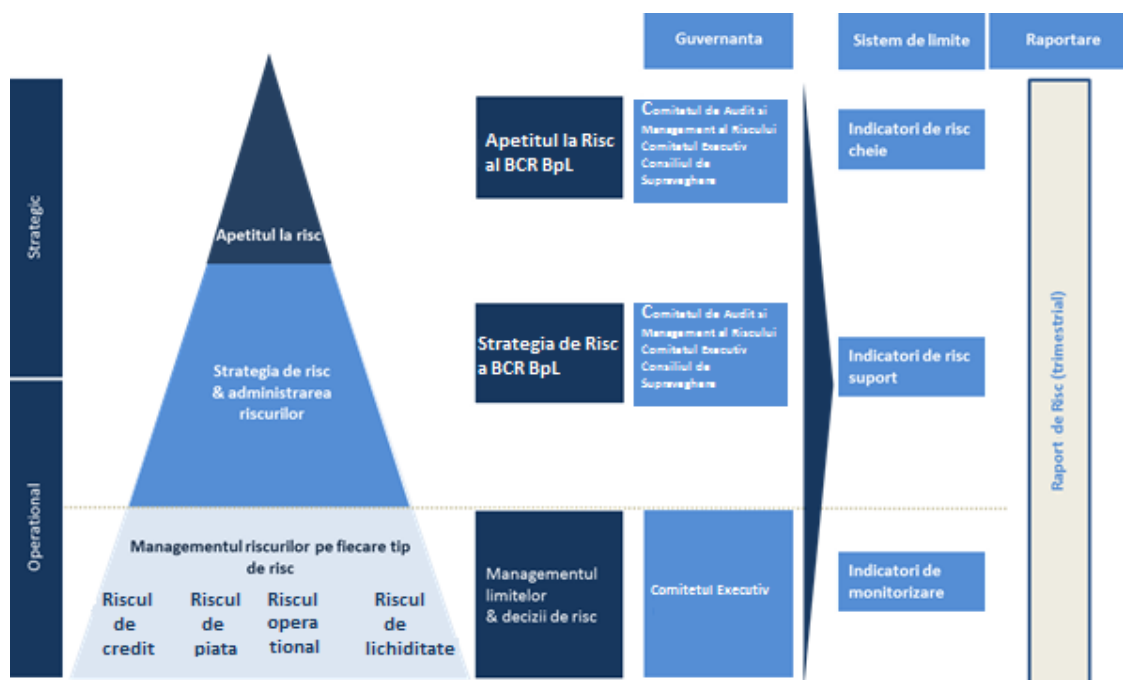 Guvernanta
Sistem de limite
Raportare
Strategic
Operational
Apetitul la risc
Strategia de risc
& administrarea
riscurilor
Managementul riscurilor pe fiecare tip
de risc
Riscul
de
credit
Riscul
de
piata
Riscul
opera
tional
Riscul
de
lichiditate
Apetitul la Risc
al BCR BpL
Comitetul de Audit si
Management al Riscului
Comitetul Executiv
Consiliul de
Supraveghere
Indicatori de risc
cheie
Strategia de Risc
a BCR BpL
Comitetul de Audit si
Management al Riscului
Comitetul Executiv
Consiliul de
Supraveghere
Indicatori de risc
suport
Managementul
limitelor
& decizii de risc
Comitetul Executiv
Indicatori de
monitorizare
Raport de Risc (trimestrial)